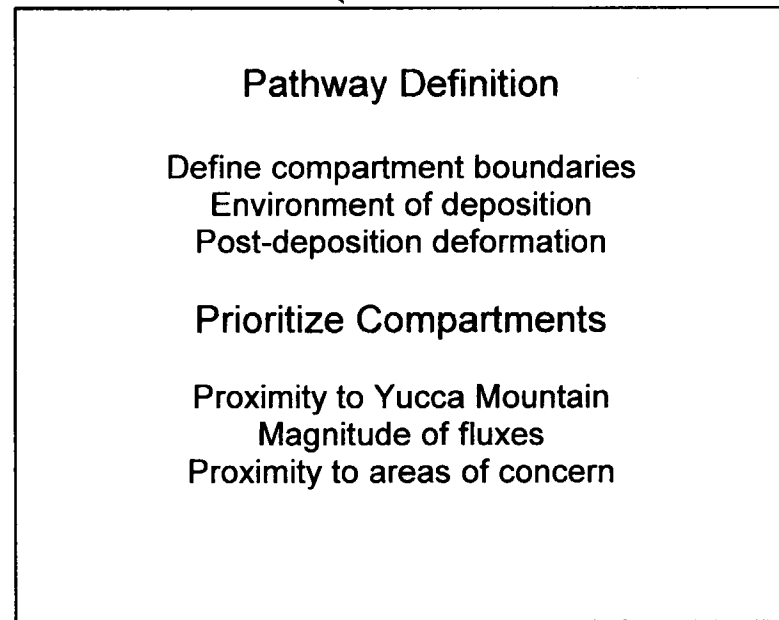 Pathway Definition
Define compartment boundaries
Environment of deposition
Post-deposition deformation
Prioritize Compartments
Proximity to Yucca Mountain
Magnitude of fluxes
Proximity to areas of concern